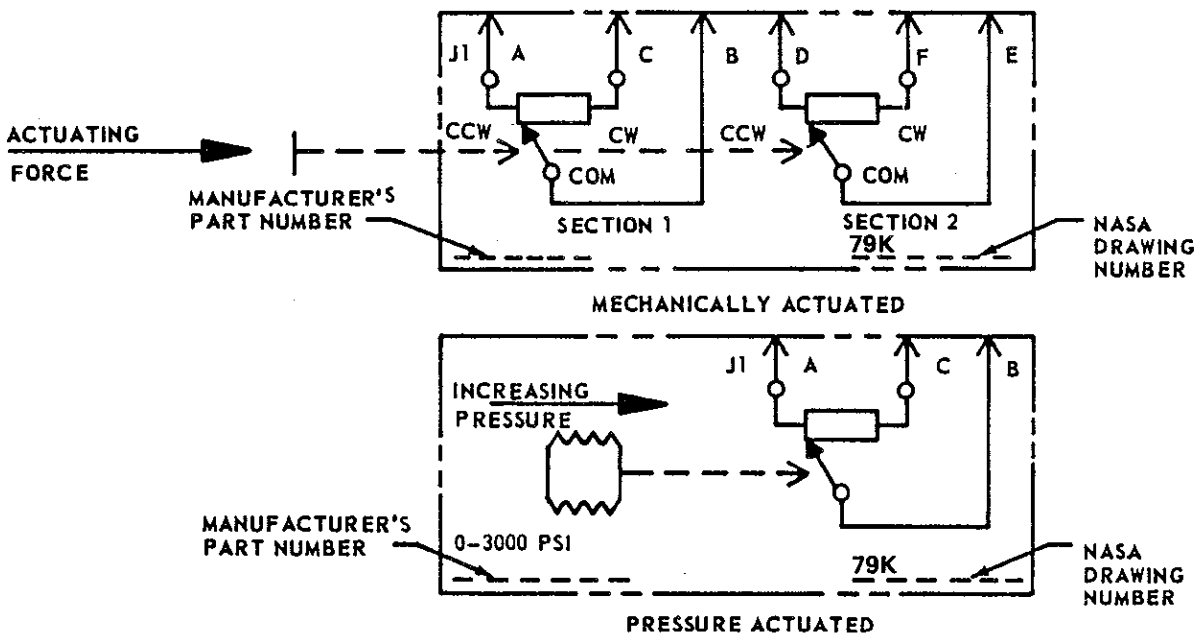 J1 A C B D F E
ACTUATING
FORCE
CCW CW CCW CW
COM COM
MANUFACTURER'S
PART NUMBER
SECTION 1 SECTION 2
79K
NASA
DRAWING
NUMBER
MECHANICALLY ACTUATED
J1 A C B
INCREASING
PRESSURE
MANUFACTURER'S
PART NUMBER
0-3000 PSI
79K
NASA
DRAWING
NUMBER
PRESSURE ACTUATED